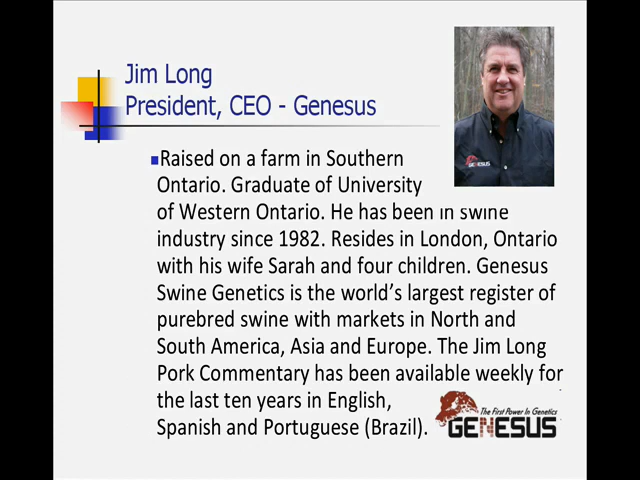 Jim Long
President, CEO - Genesus
Raised on a farm in Southern
Ontario. Graduate of University
of Western Ontario. He has been in swine
industry since 1982. Resides in London, Ontario
with his wife Sarah and four children. Genesus
Swine Genetics is the world's largest register of
purebred swine with markets in North and
South America, Asia and Europe. The Jim Long
Pork Commentary has been available weekly for
the last ten years in English,
Spanish and Portuguese (Brazil).
GENESUS
The First Power In Genetics
GENESUS